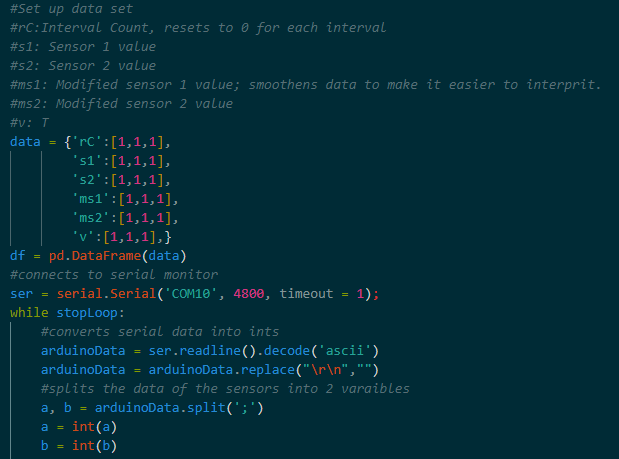 #Set up data set
#rC:Interval Count, resets to 0 for each interval
#s1: Sensor 1 value
#s2: Sensor 2 value
#ms1: Modified sensor 1 value; smoothens data to make it easier to interprit.
#ms2: Modified sensor 2 value
#v: T
data = {'rC':[1,1,1],
's1':[1,1,1],
's2':[1,1,1],
'ms1':[1,1,1],
'ms2':[1,1,1],
'v':[1,1,1],}
df = pd.DataFrame(data)
#connects to serial monitor
ser = serial.Serial('COM10', 4800, timeout = 1);
while stopLoop:
#converts serial data into ints
arduinoData = ser.readline().decode('ascii')
arduinoData = arduinoData.replace("\r\n","")
#splits the data of the sensors into 2 varaibles
a, b = arduinoData.split(';')
a = int(a)
b = int(b)